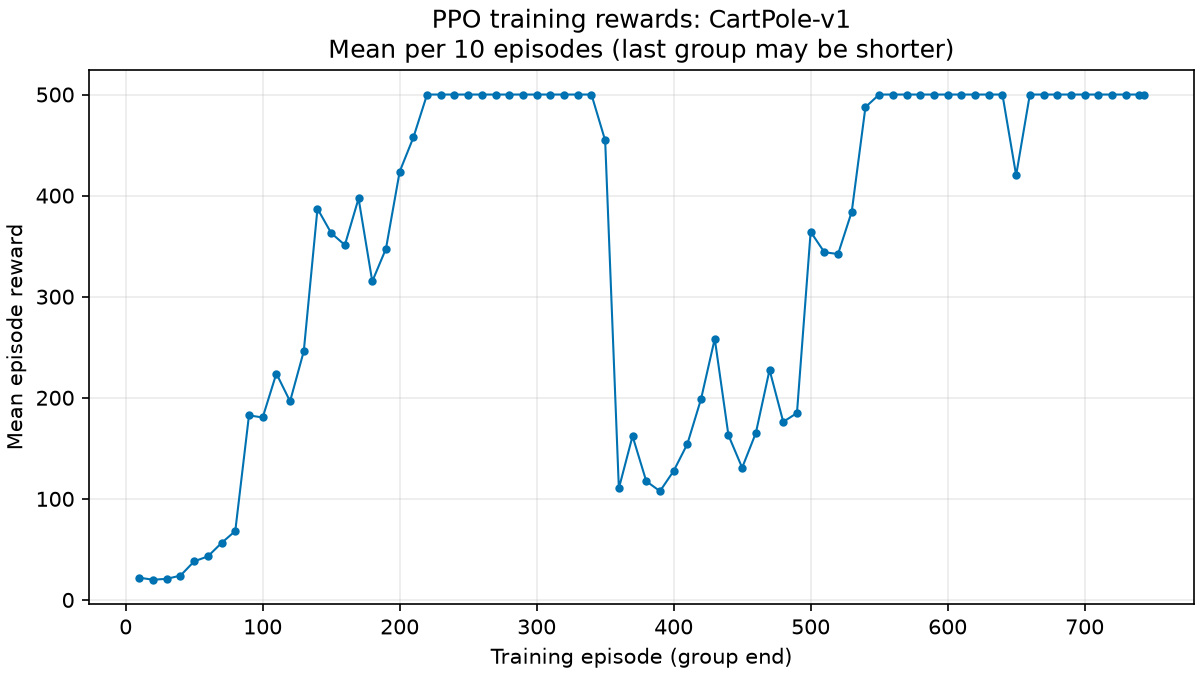 PPO training rewards: CartPole-v1
Mean per 10 episodes (last group may be shorter)
Mean episode reward
500
400
300
200
100
0
0 100 200 300 400 500 600 700
Training episode (group end)